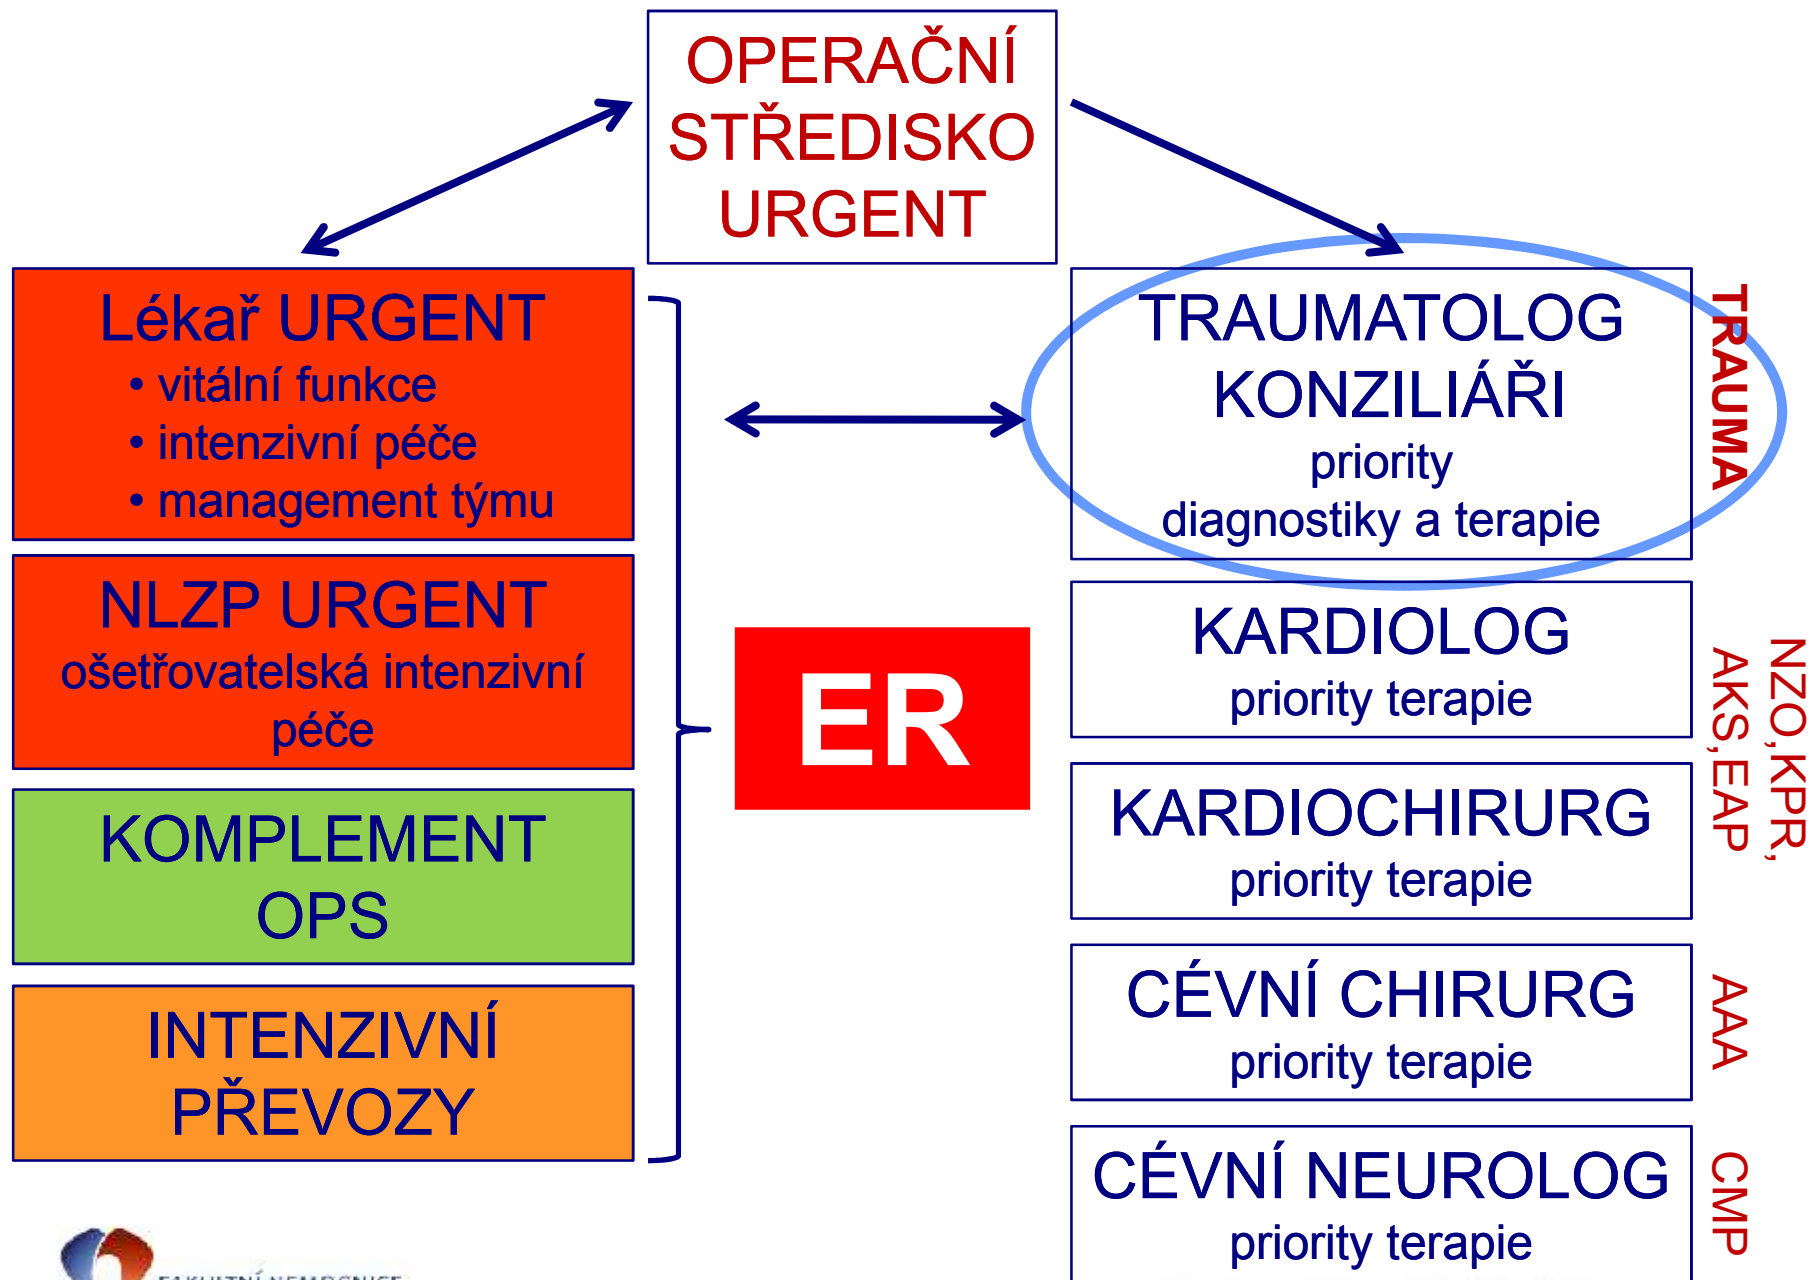 OPERAČNÍ
STŘEDISKO
URGENT
Lékař URGENT
• vitální funkce
• intenzivní péče
• management týmu
NLZP URGENT
ošetřovatelská intenzivní
péče
KOMPLEMENT
OPS
INTENZIVNÍ
PŘEVOZY
ER
TRAUMATOLOG
KONZILIÁŘI
priority
diagnostiky a terapie
TRAUMA
KARDIOLOG
priority terapie
KARDIOCHIRURG
priority terapie
NZO,KPR,
AKS,EAP
CÉVNÍ CHIRURG
priority terapie
AAA
CÉVNÍ NEUROLOG
priority terapie
CMP
FAKULTNÍ NEMOCNICE